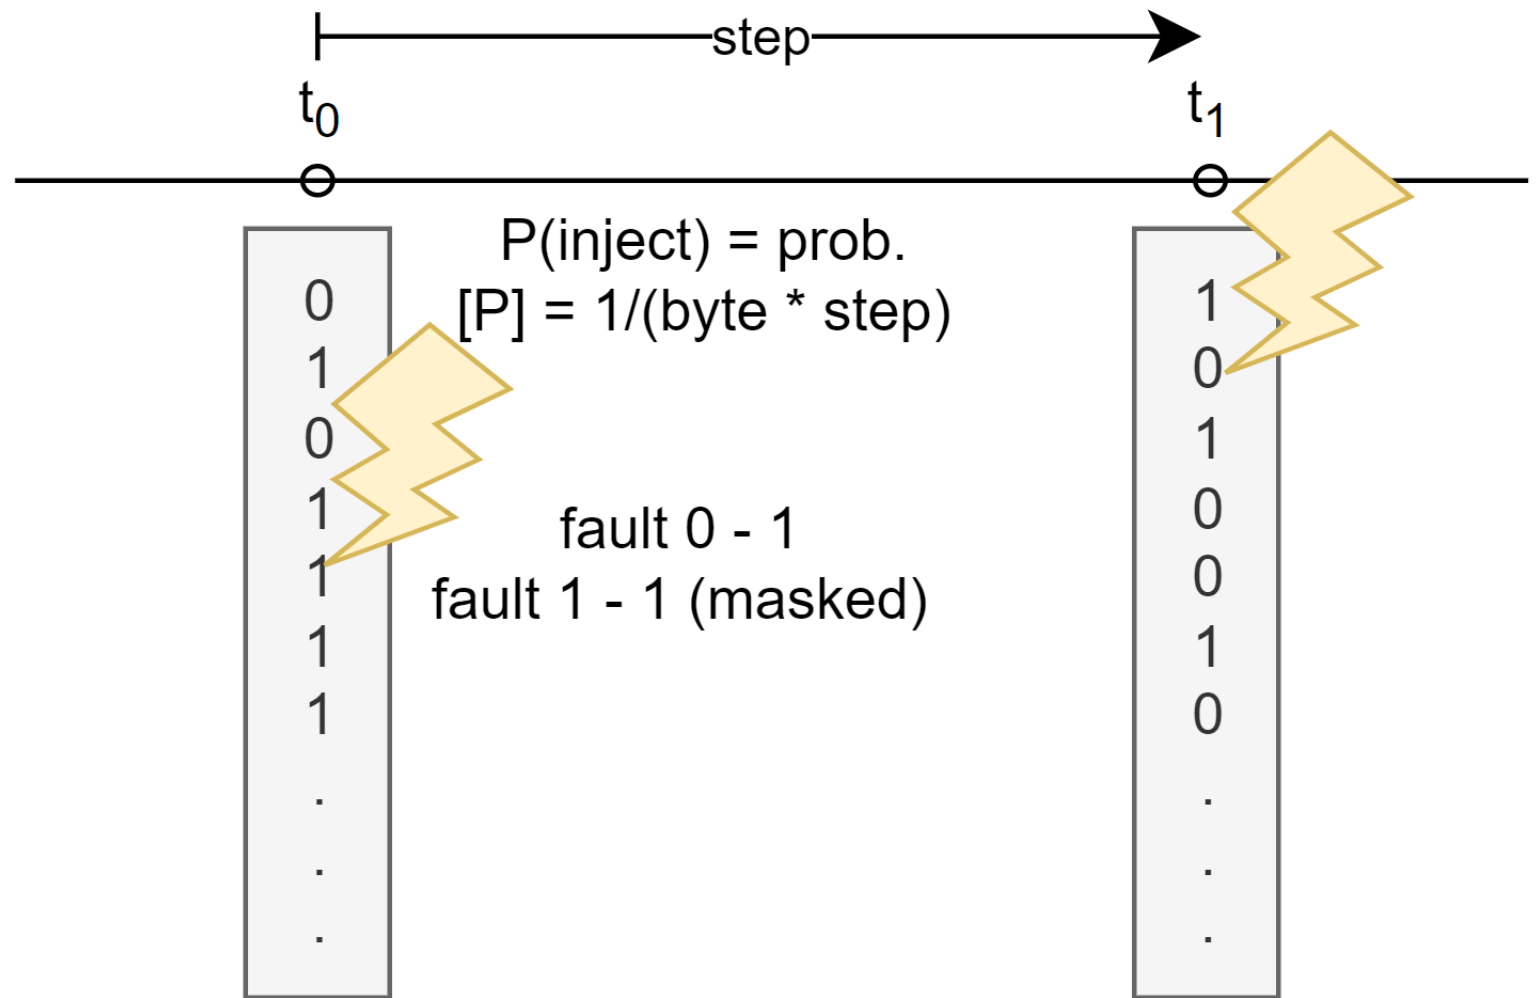 step
t₀
t₁
P(inject) = prob.
[P] = 1/(byte * step)
fault 0 - 1
fault 1 - 1 (masked)
0
1
0
1
1
1
1
.
.
.
1
0
1
0
0
1
0
.
.
.